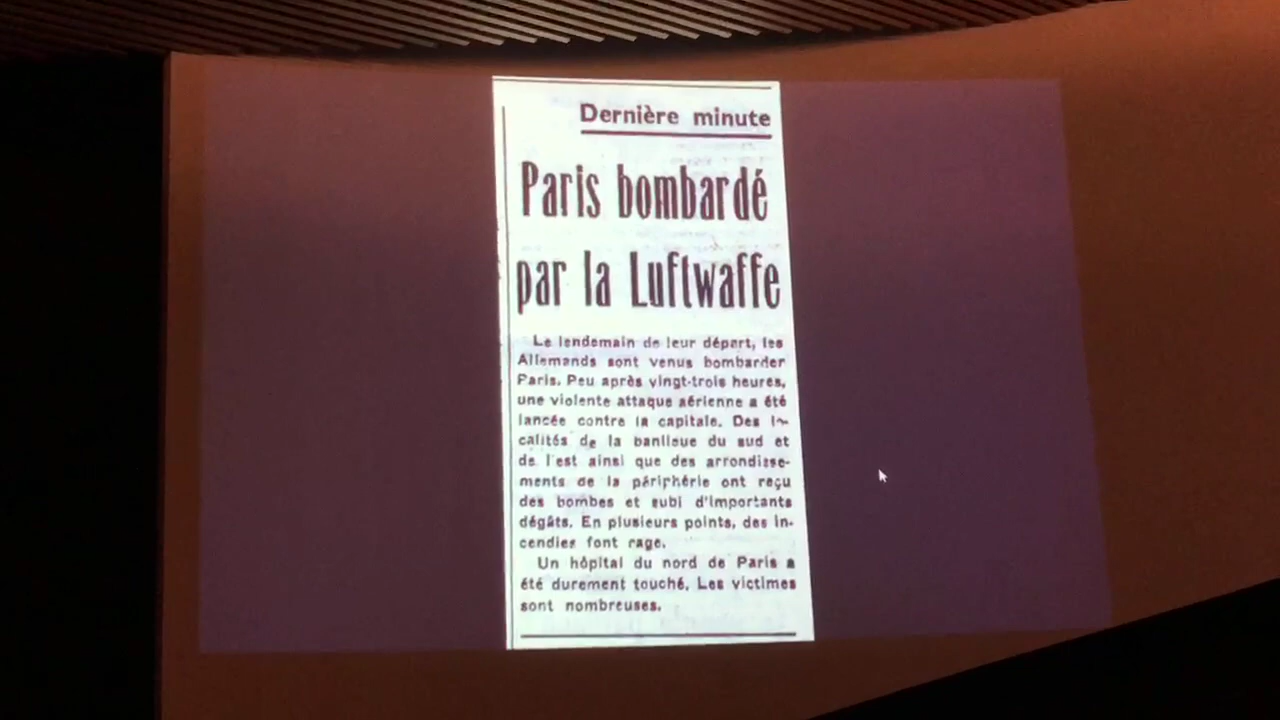 Dernière minute
Paris bombardé
par la Luftwaffe
Le lendemain de leur départ, les
Allemands sont venus bombarder
Paris. Peu après vingt-trois heures,
une violente attaque aérienne a été
lancée contre la capitale. Des lo-
calités de la banlieue du sud et
de l'est ainsi que des arrondisse-
ments de la périphérie ont reçu
des bombes et subi d'importants
dégâts. En plusieurs points, des in-
cendies font rage.
Un hôpital du nord de Paris a
été durement touché. Les victimes
sont nombreuses.